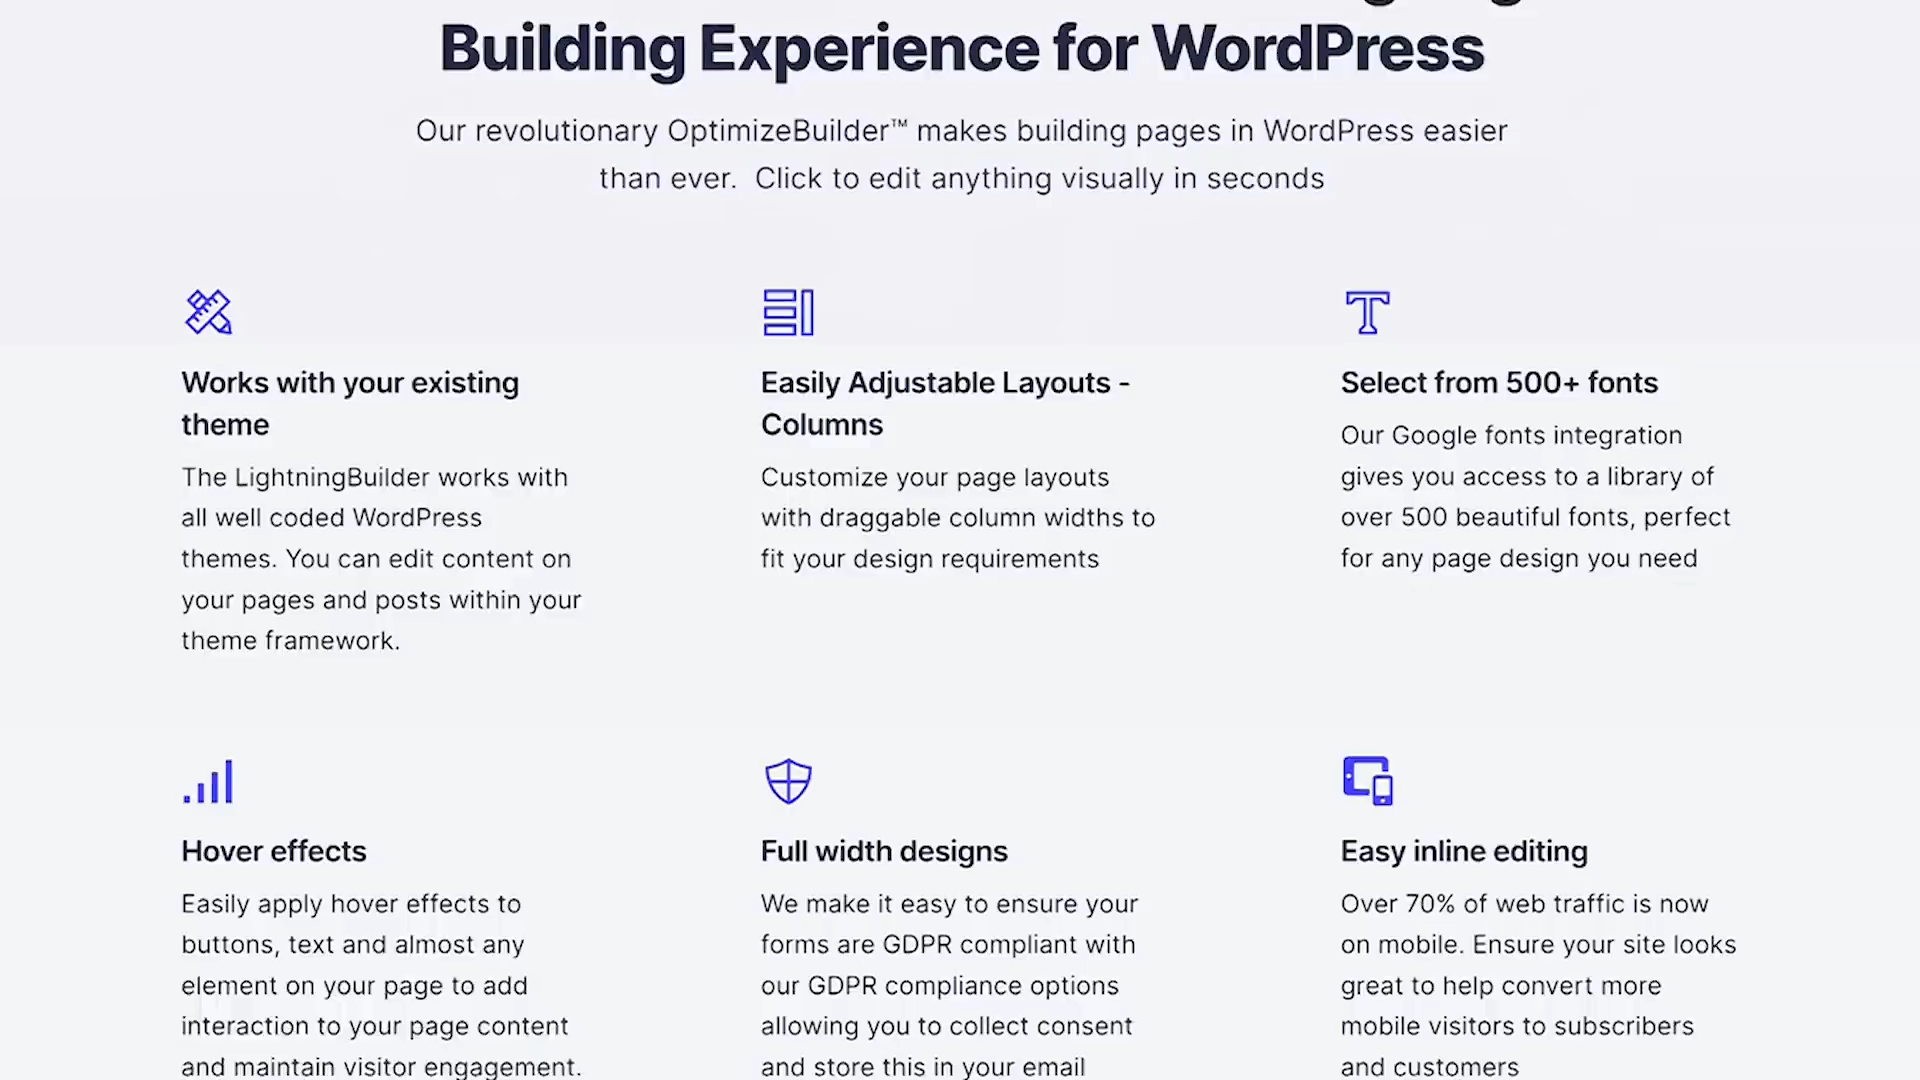 Building Experience for WordPress
Our revolutionary OptimizeBuilder™ makes building pages in WordPress easier
than ever.  Click to edit anything visually in seconds
Works with your existing
theme
The LightningBuilder works with
all well coded WordPress
themes. You can edit content on
your pages and posts within your
theme framework.
Easily Adjustable Layouts -
Columns
Customize your page layouts
with draggable column widths to
fit your design requirements
Select from 500+ fonts
Our Google fonts integration
gives you access to a library of
over 500 beautiful fonts, perfect
for any page design you need
Hover effects
Easily apply hover effects to
buttons, text and almost any
element on your page to add
interaction to your page content
and maintain visitor engagement.
Full width designs
We make it easy to ensure your
forms are GDPR compliant with
our GDPR compliance options
allowing you to collect consent
and store this in your email
Easy inline editing
Over 70% of web traffic is now
on mobile. Ensure your site looks
great to help convert more
mobile visitors to subscribers
and customers